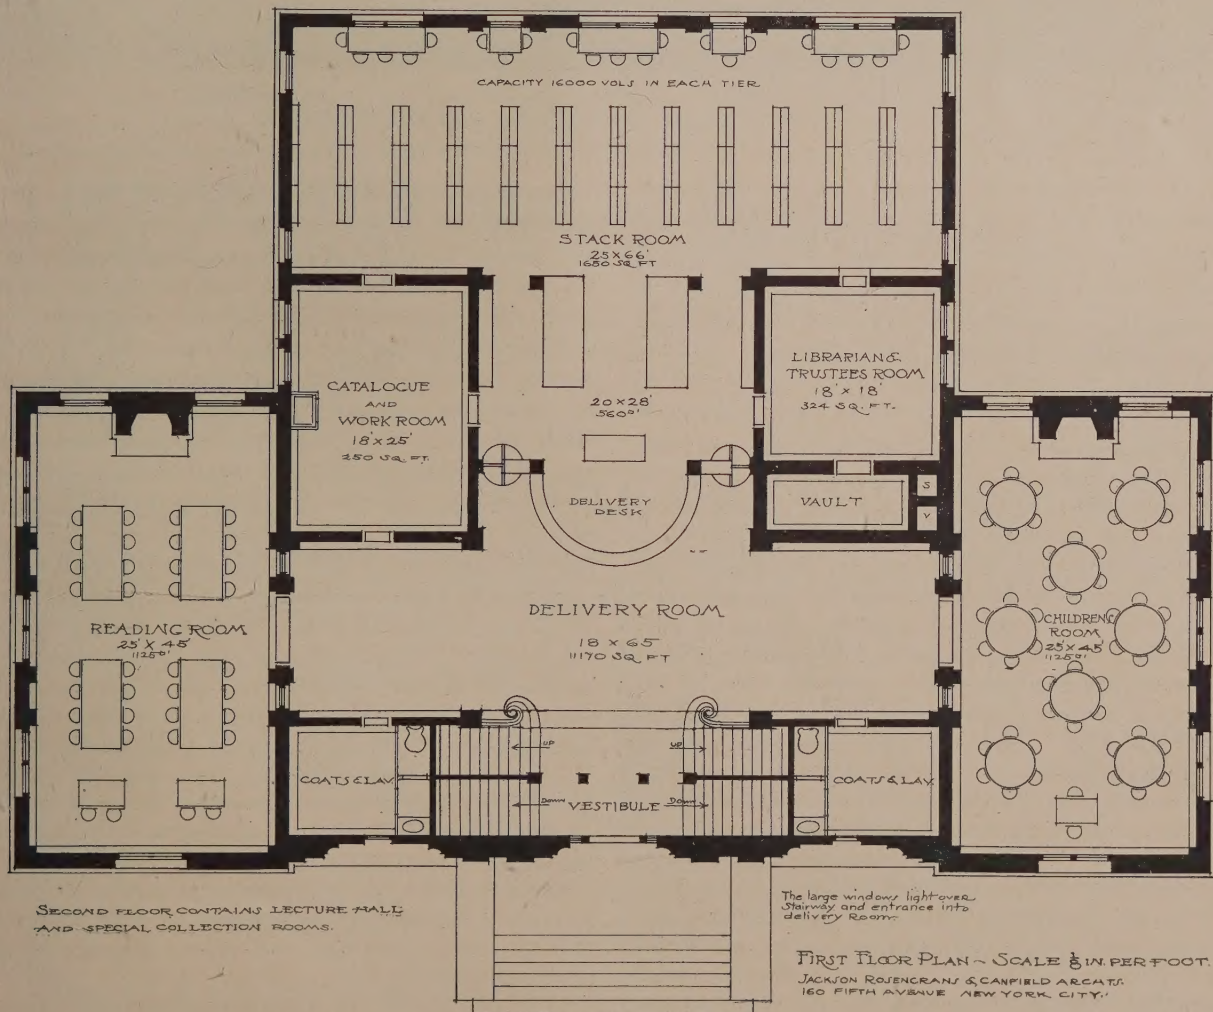 CAPACITY 16000 VOLS IN EACH TIER
STACK ROOM
25 X 66'
1650 SQ FT
CATALOGUE
AND
WORK ROOM
18' X 25'
250 SQ FT.
20 X 28'
560□'
LIBRARIAN &
TRUSTEES ROOM
18' X 18'
324 SQ. FT.
DELIVERY
DESK
VAULT
S
V
READING ROOM
25' X 45'
1125□'
DELIVERY ROOM
18 X 65
1170 SQ FT
CHILDRENS
ROOM
25' X 45'
1125□'
COATS & LAV.
UP
UP
DOWN
VESTIBULE
DOWN
COATS & LAV.
SECOND FLOOR CONTAINS LECTURE HALL
AND SPECIAL COLLECTION ROOMS.
The large windows light over
Stairway and entrance into
delivery Room
FIRST FLOOR PLAN ~ SCALE 1/8 IN. PER FOOT.
JACKSON ROSENCRANS & CANFIELD ARCHTS.
160 FIFTH AVENUE NEW YORK CITY.